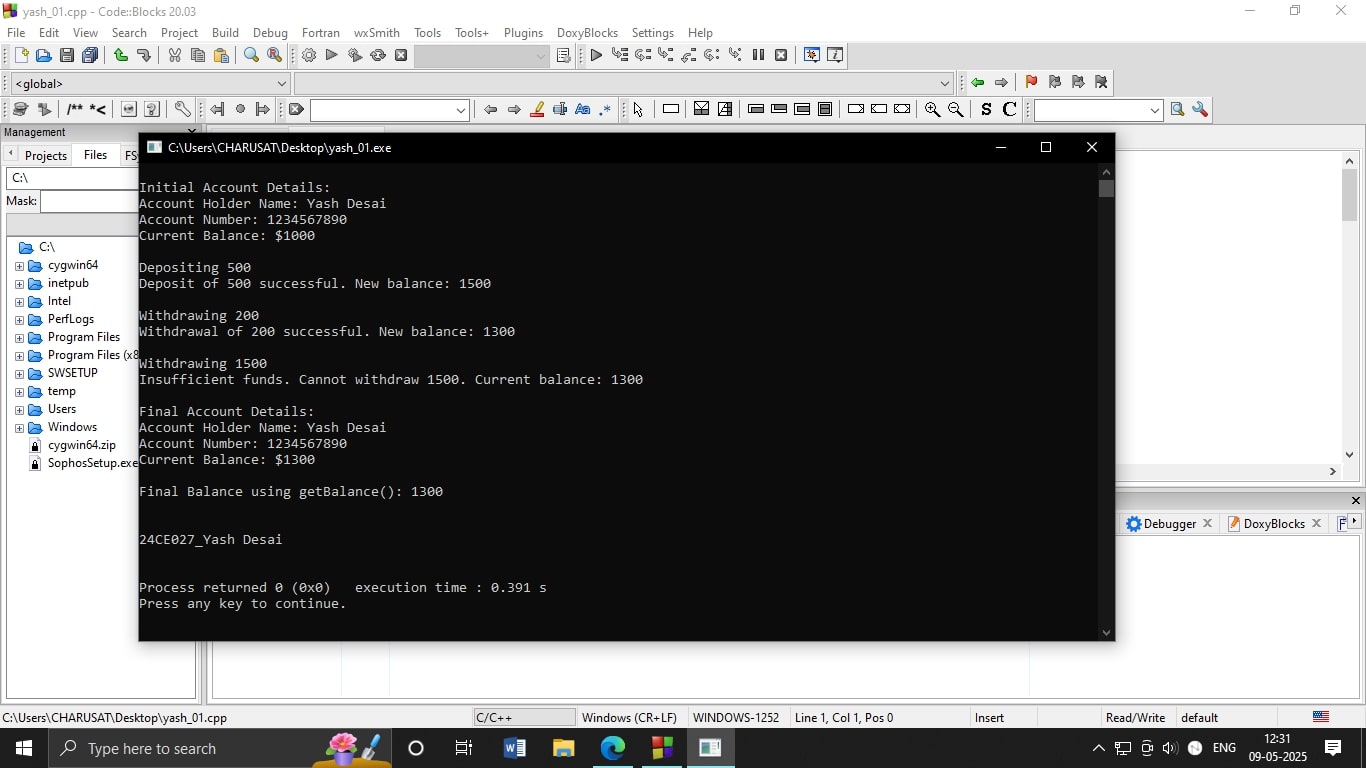 yash_01.cpp - Code::Blocks 20.03
File Edit View Search Project Build Debug Fortran wxSmith Tools Tools+ Plugins DoxyBlocks Settings Help
<global>
/** *< Aa .* S C
Management
Projects Files
C:\
Mask:
C:\
cygwin64
inetpub
Intel
PerfLogs
Program Files
Program Files (x8
SWSETUP
temp
Users
Windows
cygwin64.zip
SophosSetup.exe
C:\Users\CHARUSAT\Desktop\yash_01.exe
Initial Account Details:
Account Holder Name: Yash Desai
Account Number: 1234567890
Current Balance: $1000
Depositing 500
Deposit of 500 successful. New balance: 1500
Withdrawing 200
Withdrawal of 200 successful. New balance: 1300
Withdrawing 1500
Insufficient funds. Cannot withdraw 1500. Current balance: 1300
Final Account Details:
Account Holder Name: Yash Desai
Account Number: 1234567890
Current Balance: $1300
Final Balance using getBalance(): 1300
24CE027_Yash Desai
Process returned 0 (0x0)   execution time : 0.391 s
Press any key to continue.
Debugger DoxyBlocks
C:\Users\CHARUSAT\Desktop\yash_01.cpp C/C++ Windows (CR+LF) WINDOWS-1252 Line 1, Col 1, Pos 0 Insert Read/Write default
Type here to search
ENG
12:31
09-05-2025